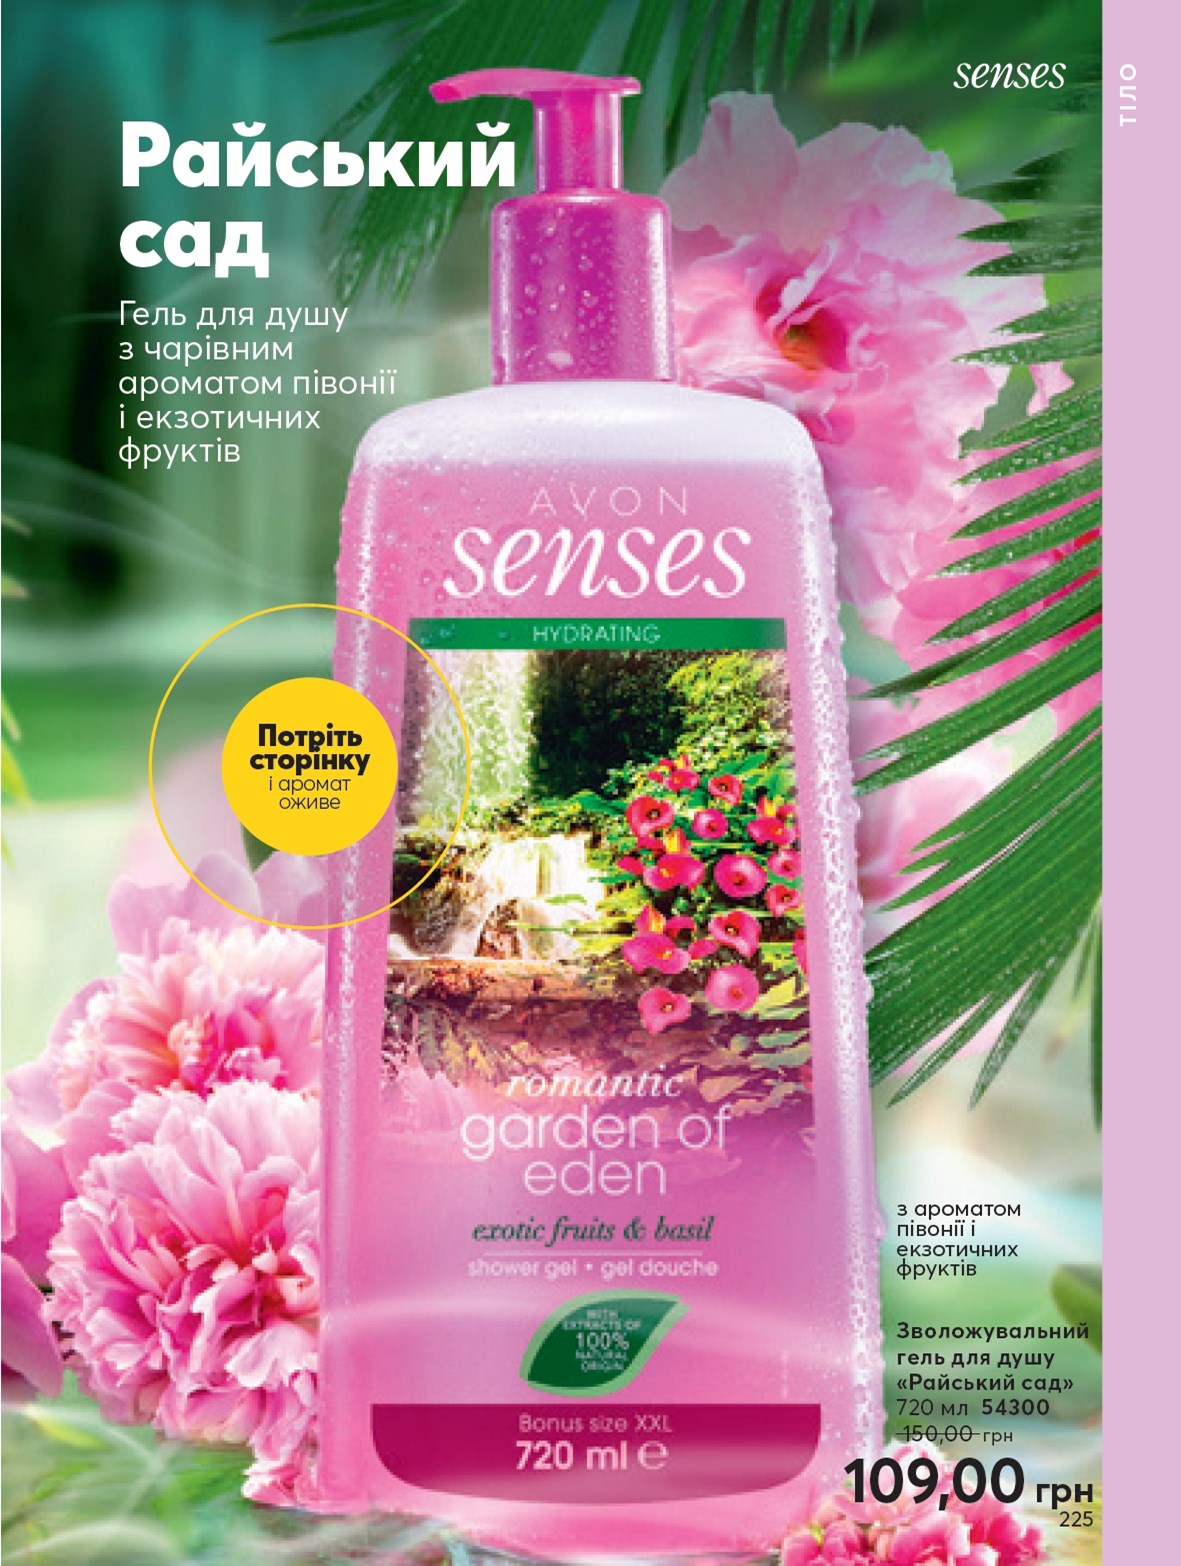 senses
ТІЛО
Райський
сад
Гель для душу
з чарівним
ароматом півонії
і екзотичних
фруктів
AVON
senses
HYDRATING
Потріть
сторінку
і аромат
оживе
romantic
garden of
eden
exotic fruits & basil
shower gel • gel douche
WITH
EXTRACTS OF
100%
NATURAL
ORIGIN
Bonus size XXL
720 ml ℮
з ароматом
півонії і
екзотичних
фруктів
Зволожувальний
гель для душу
«Райський сад»
720 мл 54300
150,00 грн
109,00 грн
225